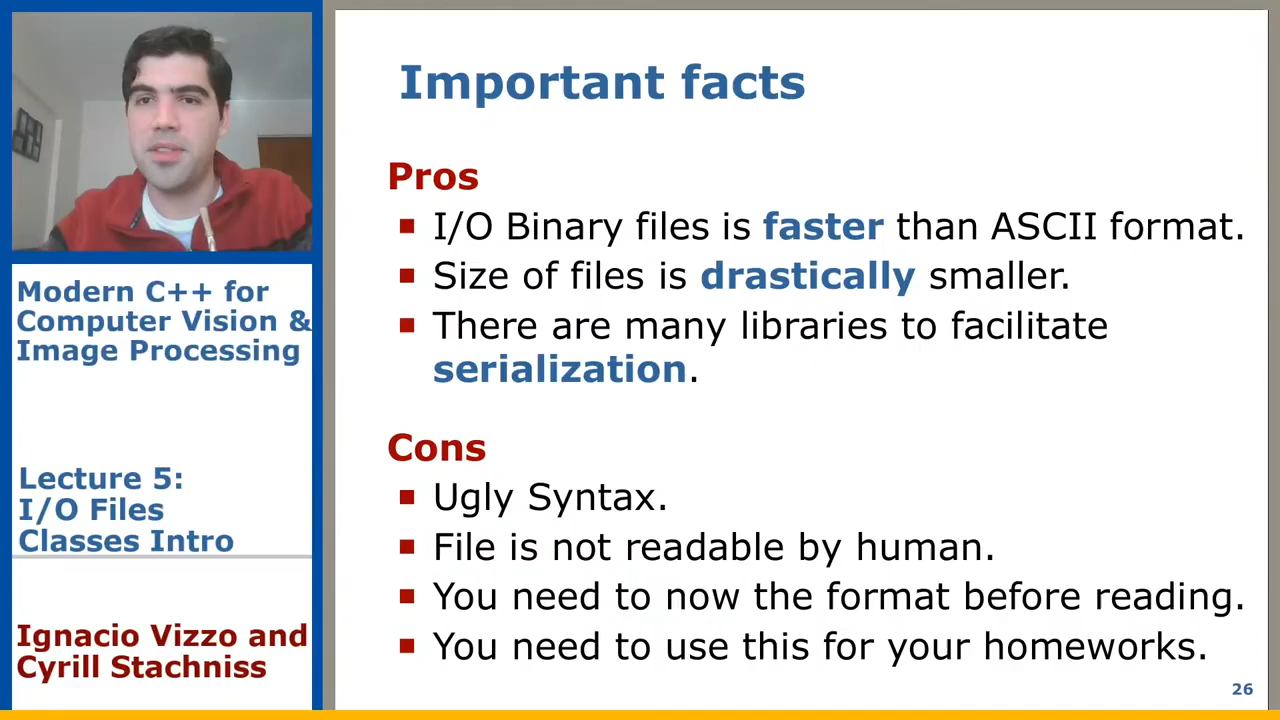 Modern C++ for
Computer Vision &
Image Processing
Lecture 5:
I/O Files
Classes Intro
Ignacio Vizzo and
Cyrill Stachniss
Important facts
Pros
I/O Binary files is faster than ASCII format.
Size of files is drastically smaller.
There are many libraries to facilitate
serialization.
Cons
Ugly Syntax.
File is not readable by human.
You need to now the format before reading.
You need to use this for your homeworks.
26